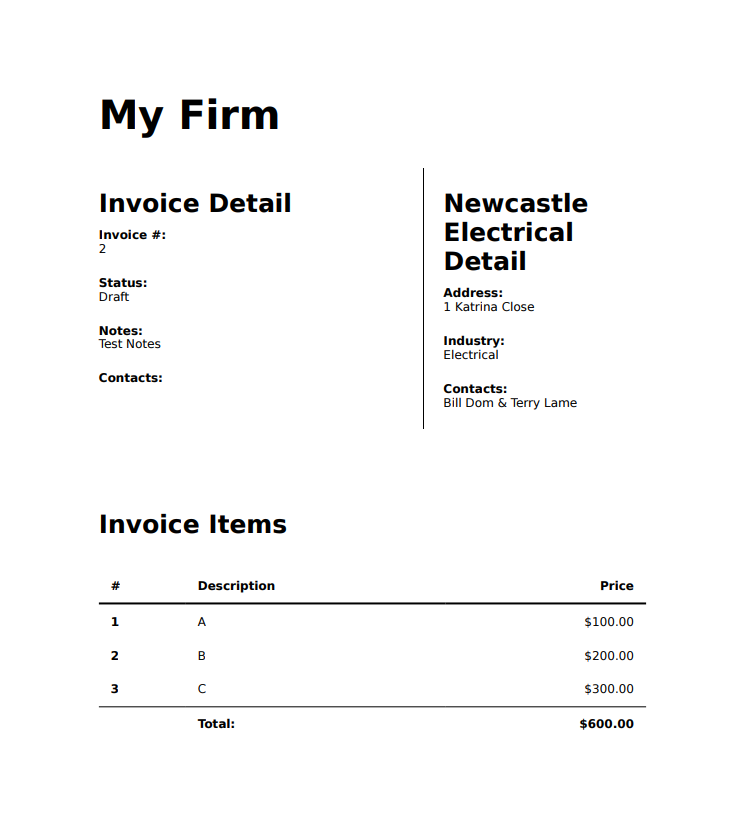 My Firm
Invoice Detail
Invoice #:
2
Status:
Draft
Notes:
Test Notes
Contacts:
Newcastle
Electrical
Detail
Address:
1 Katrina Close
Industry:
Electrical
Contacts:
Bill Dom & Terry Lame
Invoice Items
# Description Price
1 A $100.00
2 B $200.00
3 C $300.00
Total: $600.00